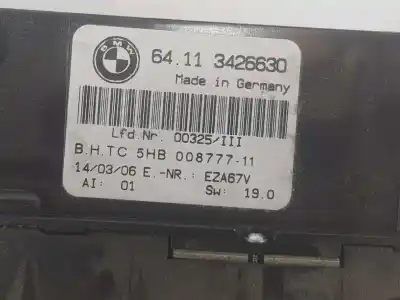 BMW
64.11 3426630
Made in Germany
Lfd.Nr. 00325/III
B.H.TC 5HB 008777-11
14/03/06 E.-NR.: EZA67V
AI: 01 SW: 19.0